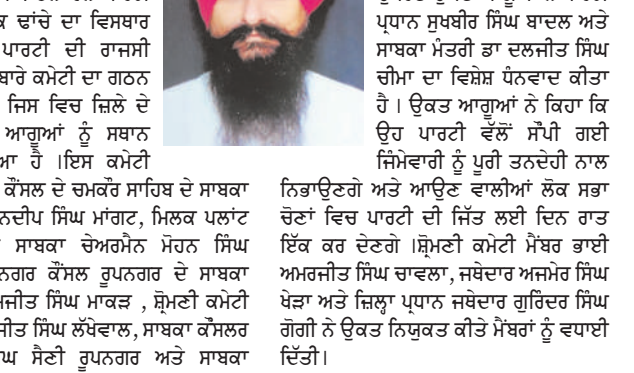 ਢਾਂਚੇ ਦਾ ਵਿਸਥਾਰ
ਪਾਰਟੀ ਦੀ ਰਾਜਸੀ
ਬਾਰੇ ਕਮੇਟੀ ਦਾ ਗਠਨ
ਜਿਸ ਵਿਚ ਜ਼ਿਲੇ ਦੇ
ਆਗੂਆਂ ਨੂੰ ਸਥਾਨ
ਹੈ ।ਇਸ ਕਮੇਟੀ
ਕੌਂਸਲ ਦੇ ਚਮਕੌਰ ਸਾਹਿਬ ਦੇ ਸਾਬਕਾ
ਨਦੀਪ ਸਿੰਘ ਮਾਂਗਟ, ਮਿਲਕ ਪਲਾਂਟ
ਸਾਬਕਾ ਚੇਅਰਮੈਨ ਮੋਹਨ ਸਿੰਘ
ਨਗਰ ਕੌਂਸਲ ਰੂਪਨਗਰ ਦੇ ਸਾਬਕਾ
ਜੀਤ ਸਿੰਘ ਮਾਕੜ , ਸ਼੍ਰੋਮਣੀ ਕਮੇਟੀ
ਜੀਤ ਸਿੰਘ ਲੱਖੇਵਾਲ, ਸਾਬਕਾ ਕੌਂਸਲਰ
ਸੈਣੀ ਰੂਪਨਗਰ ਅਤੇ ਸਾਬਕਾ
ਪ੍ਰਧਾਨ ਸੁਖਬੀਰ ਸਿੰਘ ਬਾਦਲ ਅਤੇ
ਸਾਬਕਾ ਮੰਤਰੀ ਡਾ ਦਲਜੀਤ ਸਿੰਘ
ਚੀਮਾ ਦਾ ਵਿਸ਼ੇਸ਼ ਧੰਨਵਾਦ ਕੀਤਾ
ਹੈ । ਉਕਤ ਆਗੂਆਂ ਨੇ ਕਿਹਾ ਕਿ
ਉਹ ਪਾਰਟੀ ਵੱਲੋਂ ਸੌਂਪੀ ਗਈ
ਜਿੰਮੇਵਾਰੀ ਨੂੰ ਪੂਰੀ ਤਨਦੇਹੀ ਨਾਲ
ਨਿਭਾਉਣਗੇ ਅਤੇ ਆਉਣ ਵਾਲੀਆਂ ਲੋਕ ਸਭਾ
ਚੋਣਾਂ ਵਿਚ ਪਾਰਟੀ ਦੀ ਜਿੱਤ ਲਈ ਦਿਨ ਰਾਤ
ਇੱਕ ਕਰ ਦੇਣਗੇ ।ਸ਼੍ਰੋਮਣੀ ਕਮੇਟੀ ਮੈਂਬਰ ਭਾਈ
ਅਮਰਜੀਤ ਸਿੰਘ ਚਾਵਲਾ, ਜਥੇਦਾਰ ਅਜਮੇਰ ਸਿੰਘ
ਖੇੜਾ ਅਤੇ ਜ਼ਿਲ੍ਹਾ ਪ੍ਰਧਾਨ ਜਥੇਦਾਰ ਗੁਰਿੰਦਰ ਸਿੰਘ
ਗੋਗੀ ਨੇ ਉਕਤ ਨਿਯੁਕਤ ਕੀਤੇ ਮੈਂਬਰਾਂ ਨੂੰ ਵਧਾਈ
ਦਿੱਤੀ।